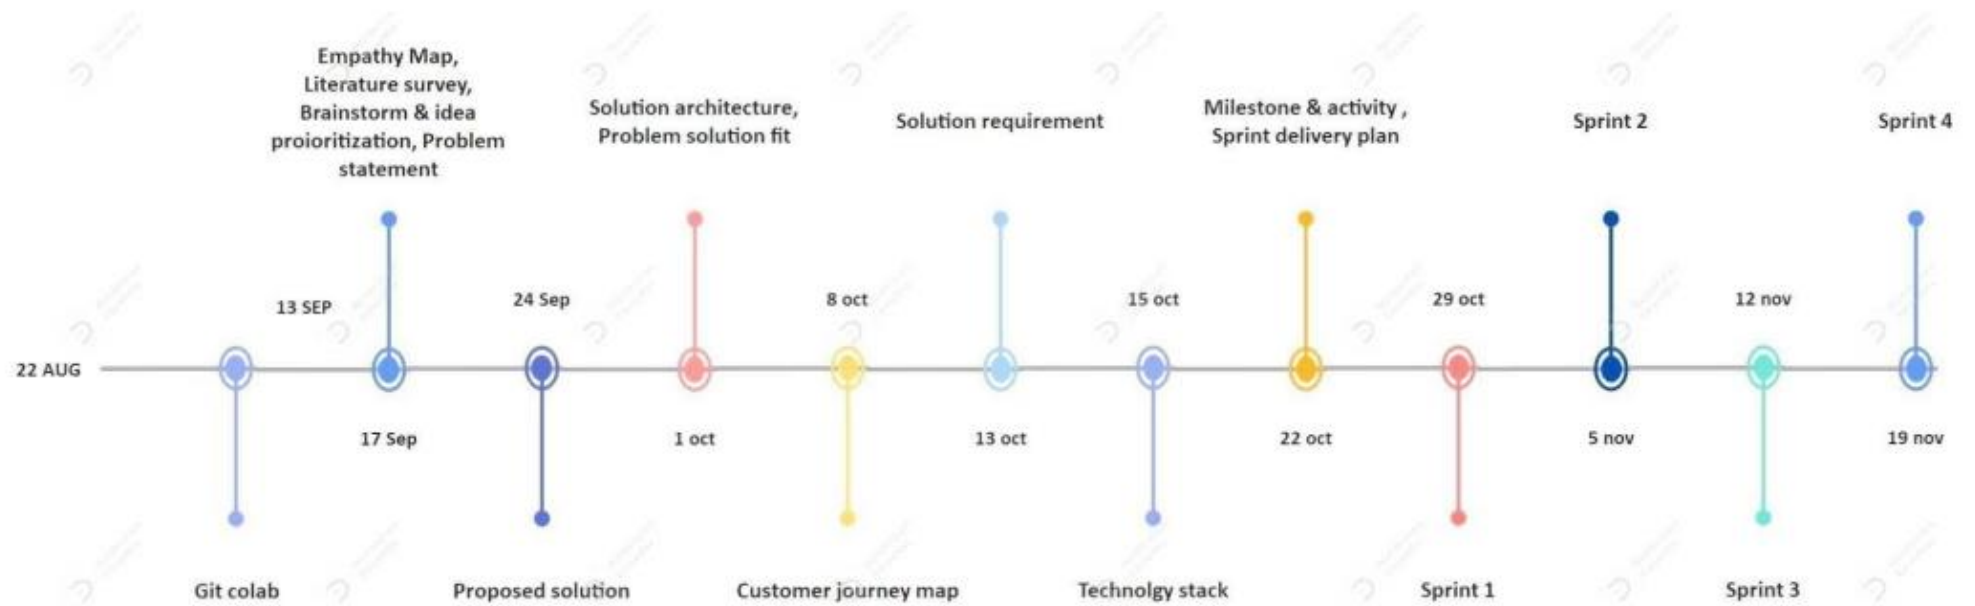 Empathy Map,
Literature survey,
Brainstorm & idea
proioritization, Problem
statement
Solution architecture,
Problem solution fit
Solution requirement
Milestone & activity ,
Sprint delivery plan
Sprint 2
Sprint 4
13 SEP
24 Sep
8 oct
15 oct
29 oct
12 nov
22 AUG
17 Sep
1 oct
13 oct
22 oct
5 nov
19 nov
Git colab
Proposed solution
Customer journey map
Technolgy stack
Sprint 1
Sprint 3